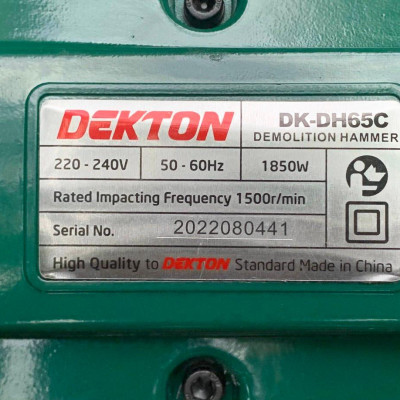 DEKTON DK-DH65C
DEMOLITION HAMMER
220 - 240V 50 - 60Hz 1850W
Rated Impacting Frequency 1500r/min
Serial No. 2022080441
High Quality to DEKTON Standard Made in China